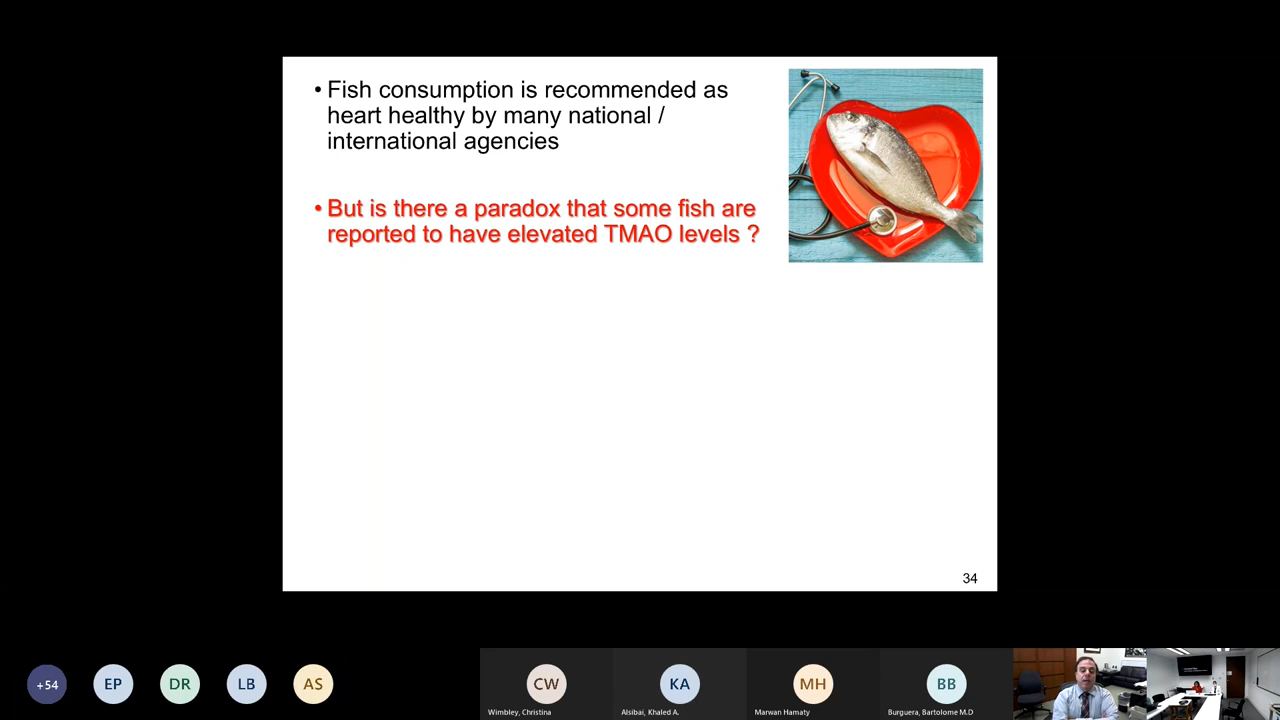 • Fish consumption is recommended as
heart healthy by many national /
international agencies
• But is there a paradox that some fish are
reported to have elevated TMAO levels ?
34
+54
EP
DR
LB
AS
CW
KA
MH
BB
Wimbley, Christina
Alsibai, Khaled A.
Marwan Hamaty
Burguera, Bartolome M.D